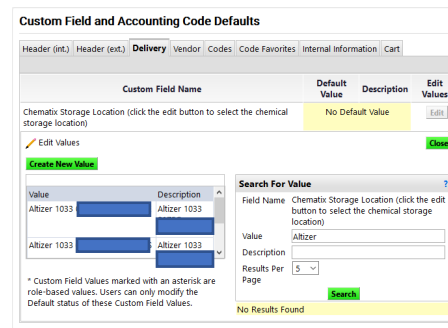 Custom Field and Accounting Code Defaults
Header (int.) Header (ext.) Delivery Vendor Codes Code Favorites Internal Information Cart
Custom Field Name Default Value Description Edit Values
Chematix Storage Location (click the edit button to select the chemical
storage location)
No Default Value
Edit
Edit Values
Close
Create New Value
Value Description
Altizer 1033 Altizer 1033
Altizer 1033 Altizer 1033
* Custom Field Values marked with an asterisk are
role-based values. Users can only modify the
Default status of these Custom Field Values.
Search For Value ?
Field Name Chematix Storage Location (click the edit
button to select the chemical storage
location)
Value Altizer
Description
Results Per
Page
5
Search
No Results Found